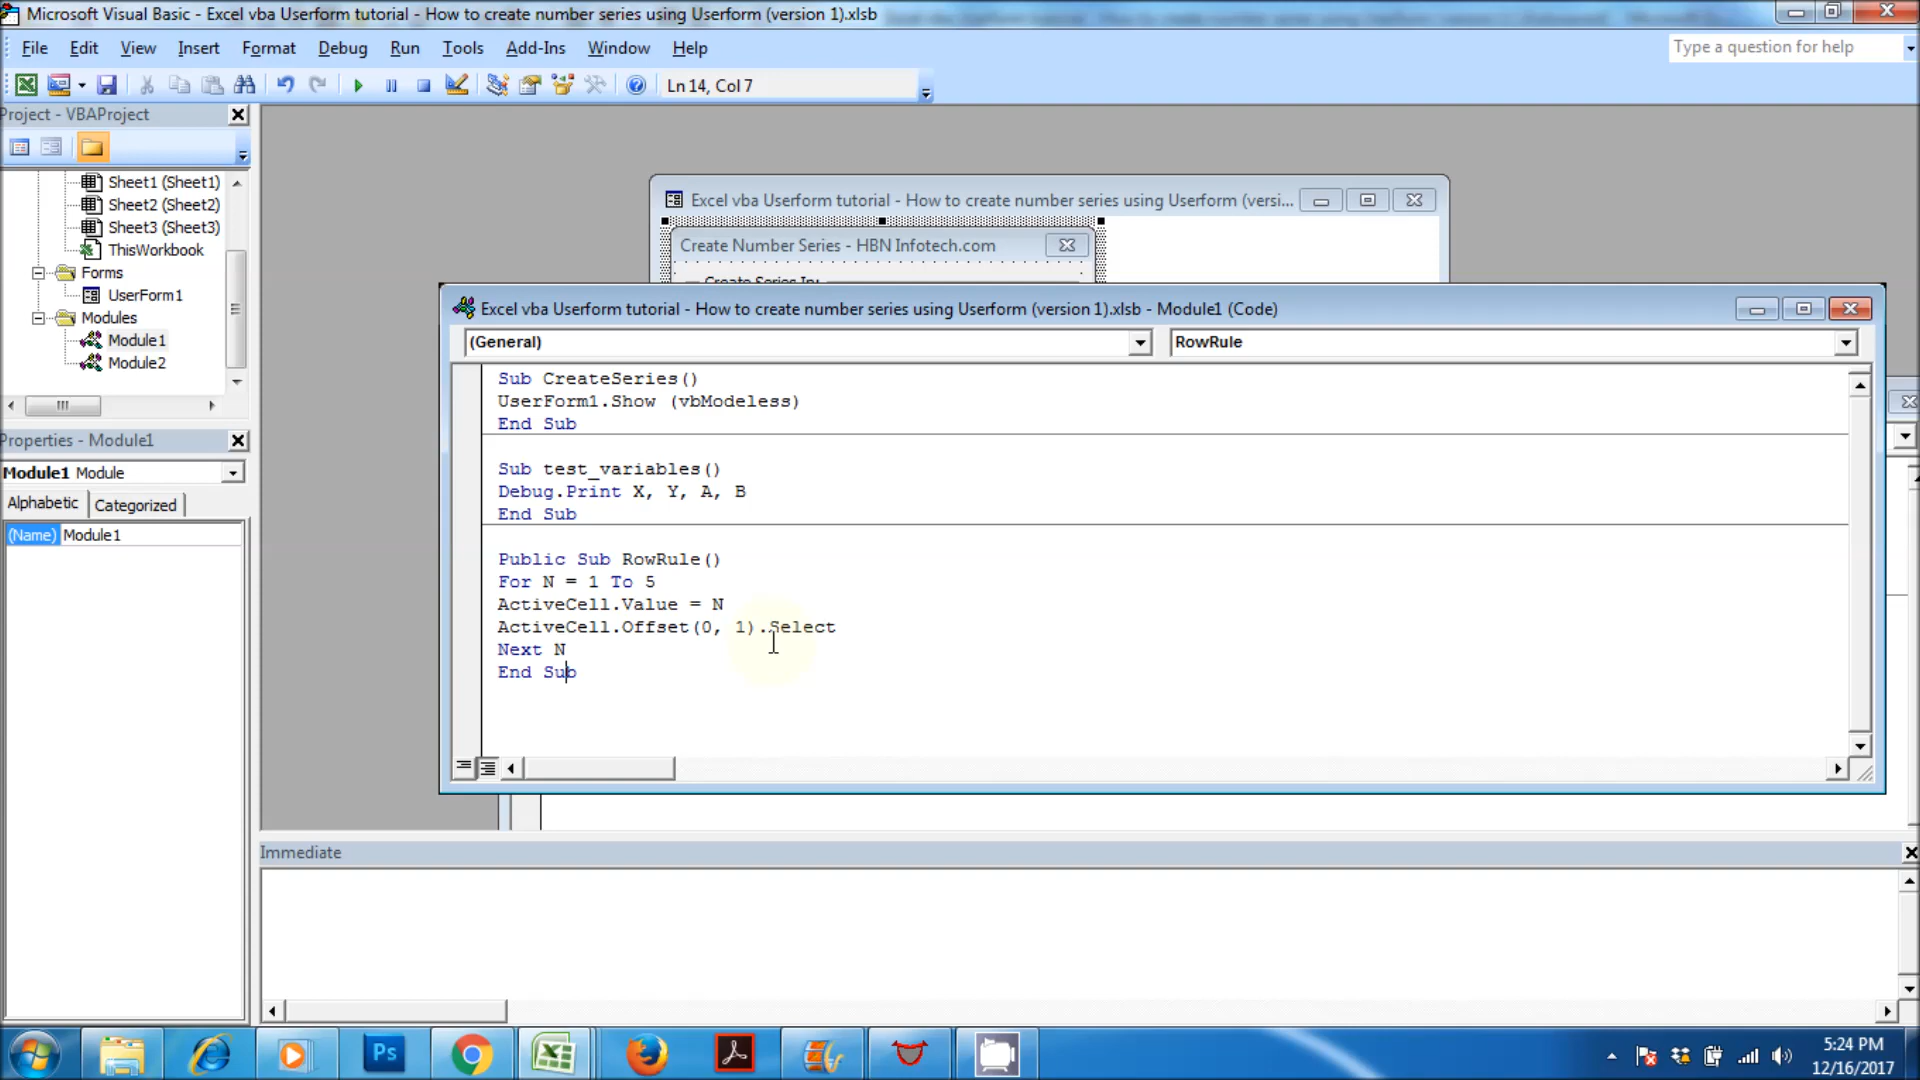 Microsoft Visual Basic - Excel vba Userform tutorial - How to create number series using Userform (version 1).xlsb
File Edit View Insert Format Debug Run Tools Add-Ins Window Help
Type a question for help
Ln 14, Col 7
Project - VBAProject
Sheet1 (Sheet1)
Sheet2 (Sheet2)
Sheet3 (Sheet3)
ThisWorkbook
Forms
UserForm1
Modules
Module1
Module2
Properties - Module1
Module1 Module
Alphabetic Categorized
(Name) Module1
Excel vba Userform tutorial - How to create number series using Userform (versi...
Create Number Series - HBN Infotech.com
Create Series In:
Excel vba Userform tutorial - How to create number series using Userform (version 1).xlsb - Module1 (Code)
(General) RowRule
Sub CreateSeries()
UserForm1.Show (vbModeless)
End Sub
Sub test_variables()
Debug.Print X, Y, A, B
End Sub
Public Sub RowRule()
For N = 1 To 5
ActiveCell.Value = N
ActiveCell.Offset(0, 1).Select
Next N
End Sub
Immediate
Ps
5:24 PM
12/16/2017